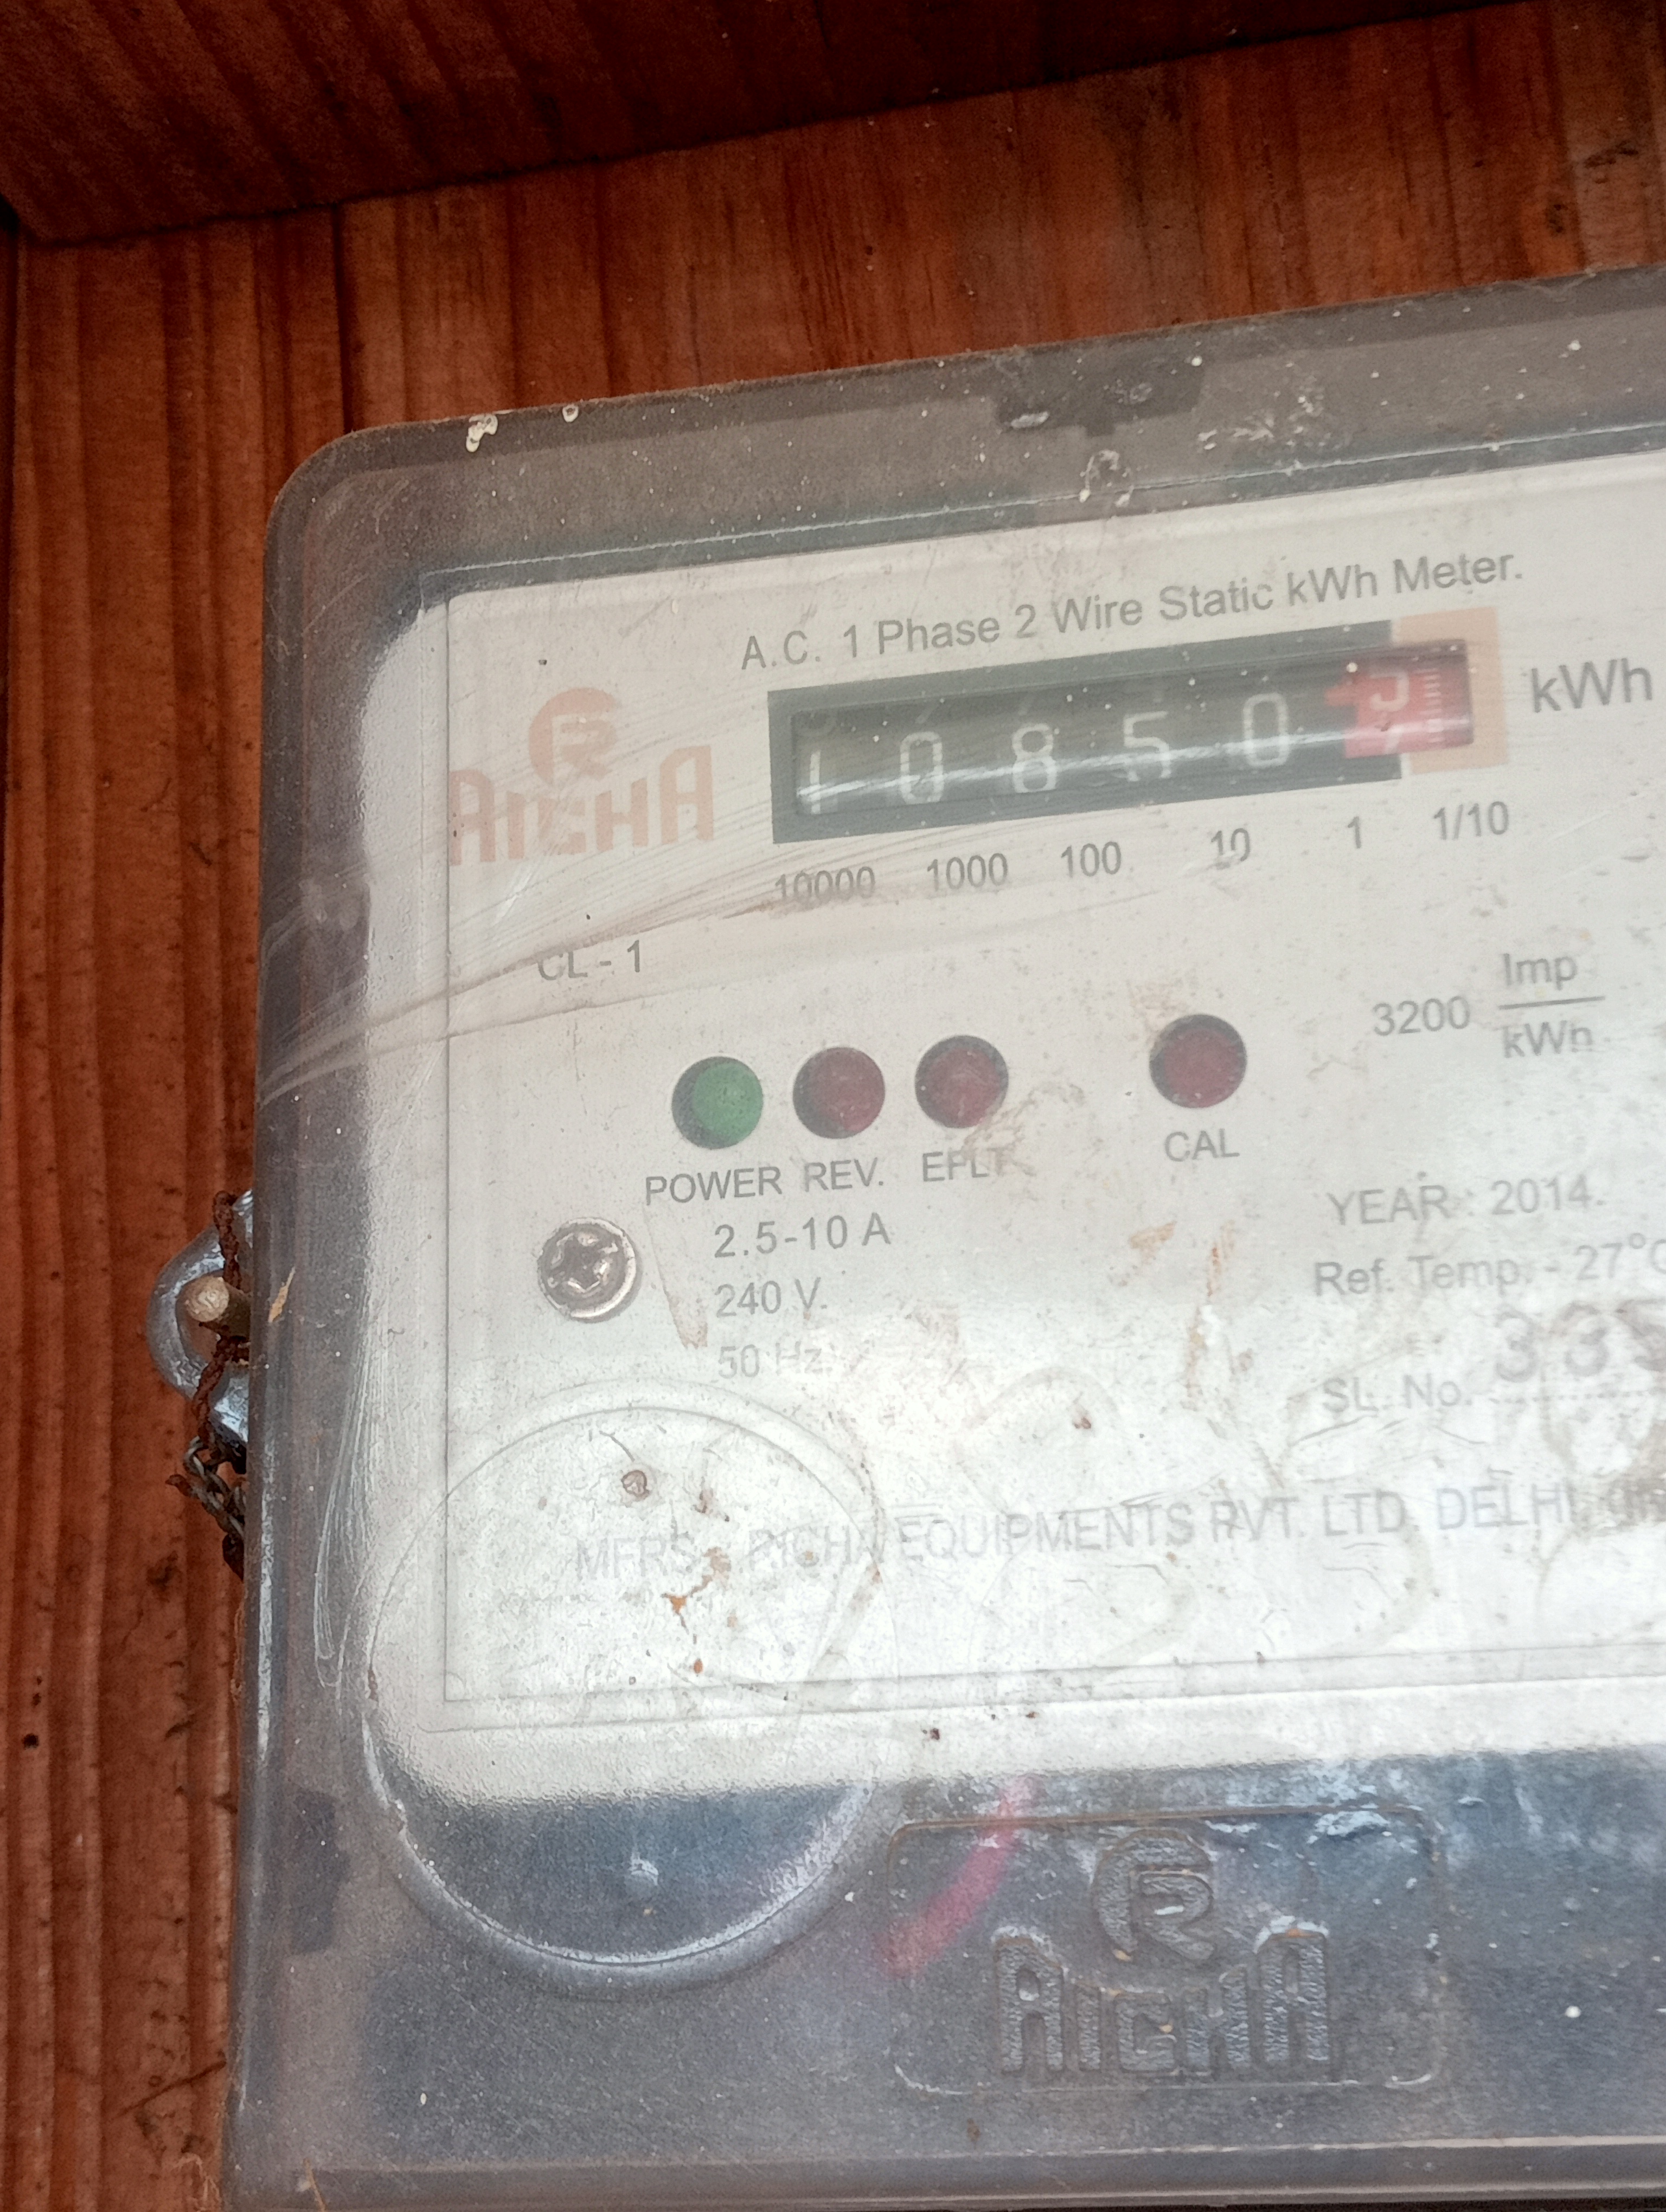 A.C. 1 Phase 2 Wire Static kWh Meter.
1 0 8 5 0
kWh
RICHA
10000 1000 100 10 1 1/10
CL - 1
3200 Imp
kWh
POWER REV. EFLT CAL
2.5-10 A
YEAR : 2014.
240 V.
Ref. Temp. - 27°C
50 Hz.
SL. No.
MFRS. RICHA EQUIPMENTS PVT. LTD. DELHI
RICHA